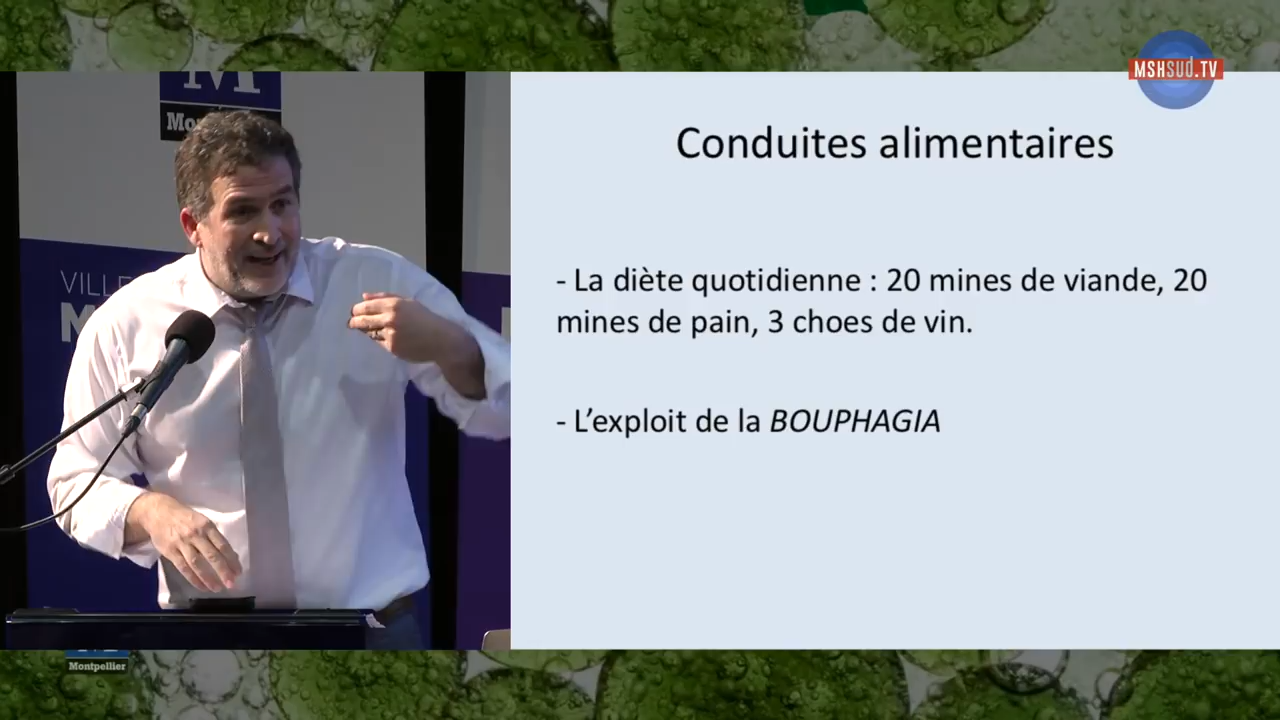 MSHSUD.TV
Conduites alimentaires
- La diète quotidienne : 20 mines de viande, 20
mines de pain, 3 choes de vin.
- L’exploit de la BOUPHAGIA
VILLE
Montpellier